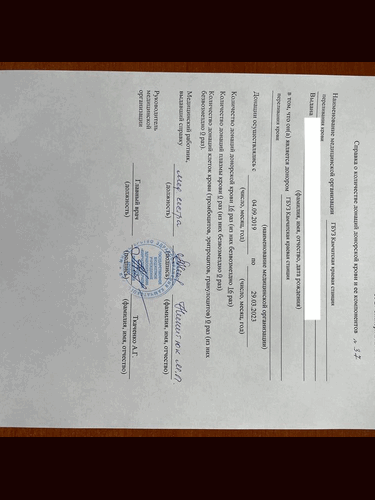 Справка о количестве донаций донорской крови и её компонентов № 37
Наименование медицинской организации ГБУЗ Камчатская краевая станция
переливания крови
Выдана
(фамилия, имя, отчество, дата рождения)
в том, что он(а) является донором ГБУЗ Камчатская краевая станция
переливания крови
(наименование медицинской организации)
Донации осуществлялись с 04.09.2019 по 29.03.2023
(число, месяц, год) (число, месяц, год)
Количество донаций донорской крови 16 раз (из них безвозмездно 16 раз)
Количество донаций плазмы крови 0 раз (из них безвозмездно 0 раз)
Количество донаций клеток крови (тромбоцитов, эритроцитов, гранулоцитов) 0 раз (из них
безвозмездно 0 раз).
Медицинский работник,
выдавший справку
(должность) (подпись) (фамилия, имя, отчество)
Руководитель
медицинской
организации Главный врач Ткаченко А.Г.
(должность) (подпись) (фамилия, имя, отчество)